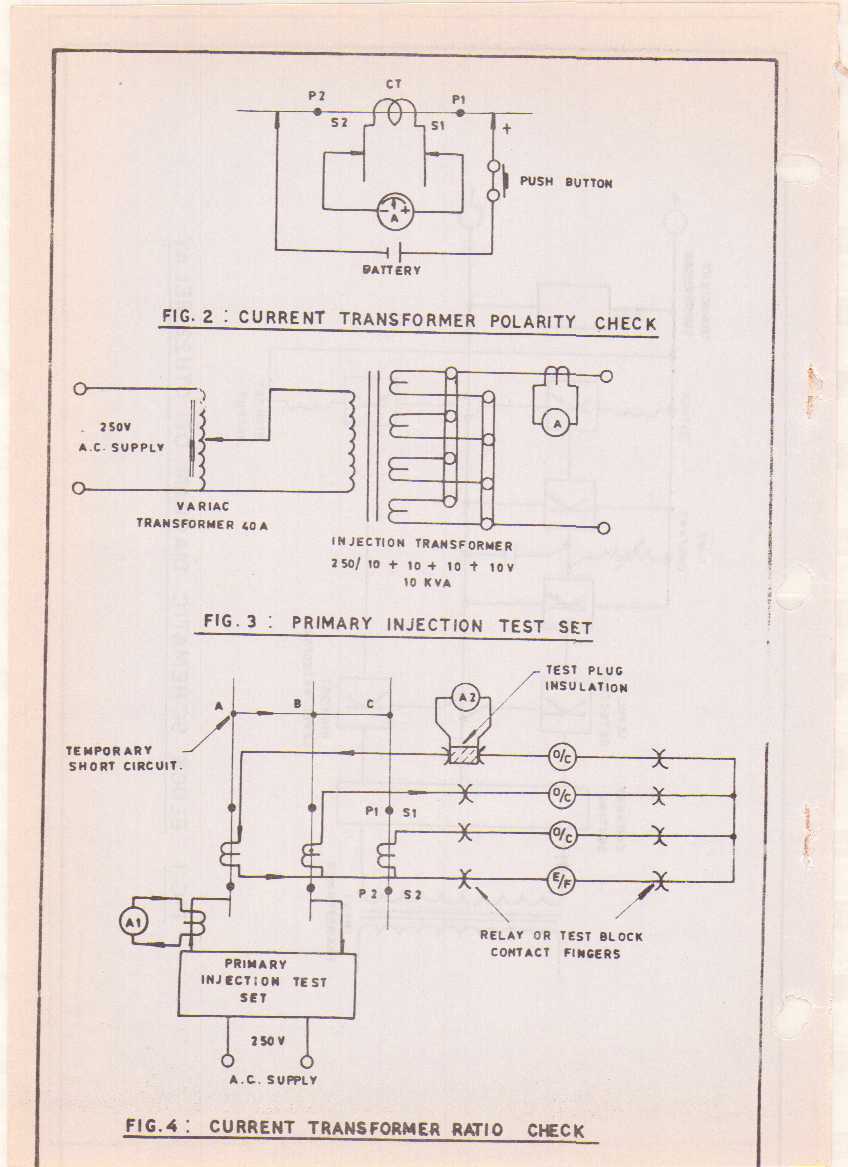 CT
P2
P1
S2
S1
+
PUSH BUTTON
- +
A
BATTERY
FIG. 2 : CURRENT TRANSFORMER POLARITY CHECK
250V
A.C. SUPPLY
A
VARIAC
TRANSFORMER 40A
INJECTION TRANSFORMER
250/ 10 + 10 + 10 + 10V
10 KVA
FIG. 3 : PRIMARY INJECTION TEST SET
TEST PLUG
INSULATION
A
B
C
A2
TEMPORARY
SHORT CIRCUIT.
O/C
O/C
P1 S1
O/C
E/F
P2 S2
A1
RELAY OR TEST BLOCK
CONTACT FINGERS
PRIMARY
INJECTION TEST
SET
250V
A.C. SUPPLY
FIG.4 : CURRENT TRANSFORMER RATIO CHECK